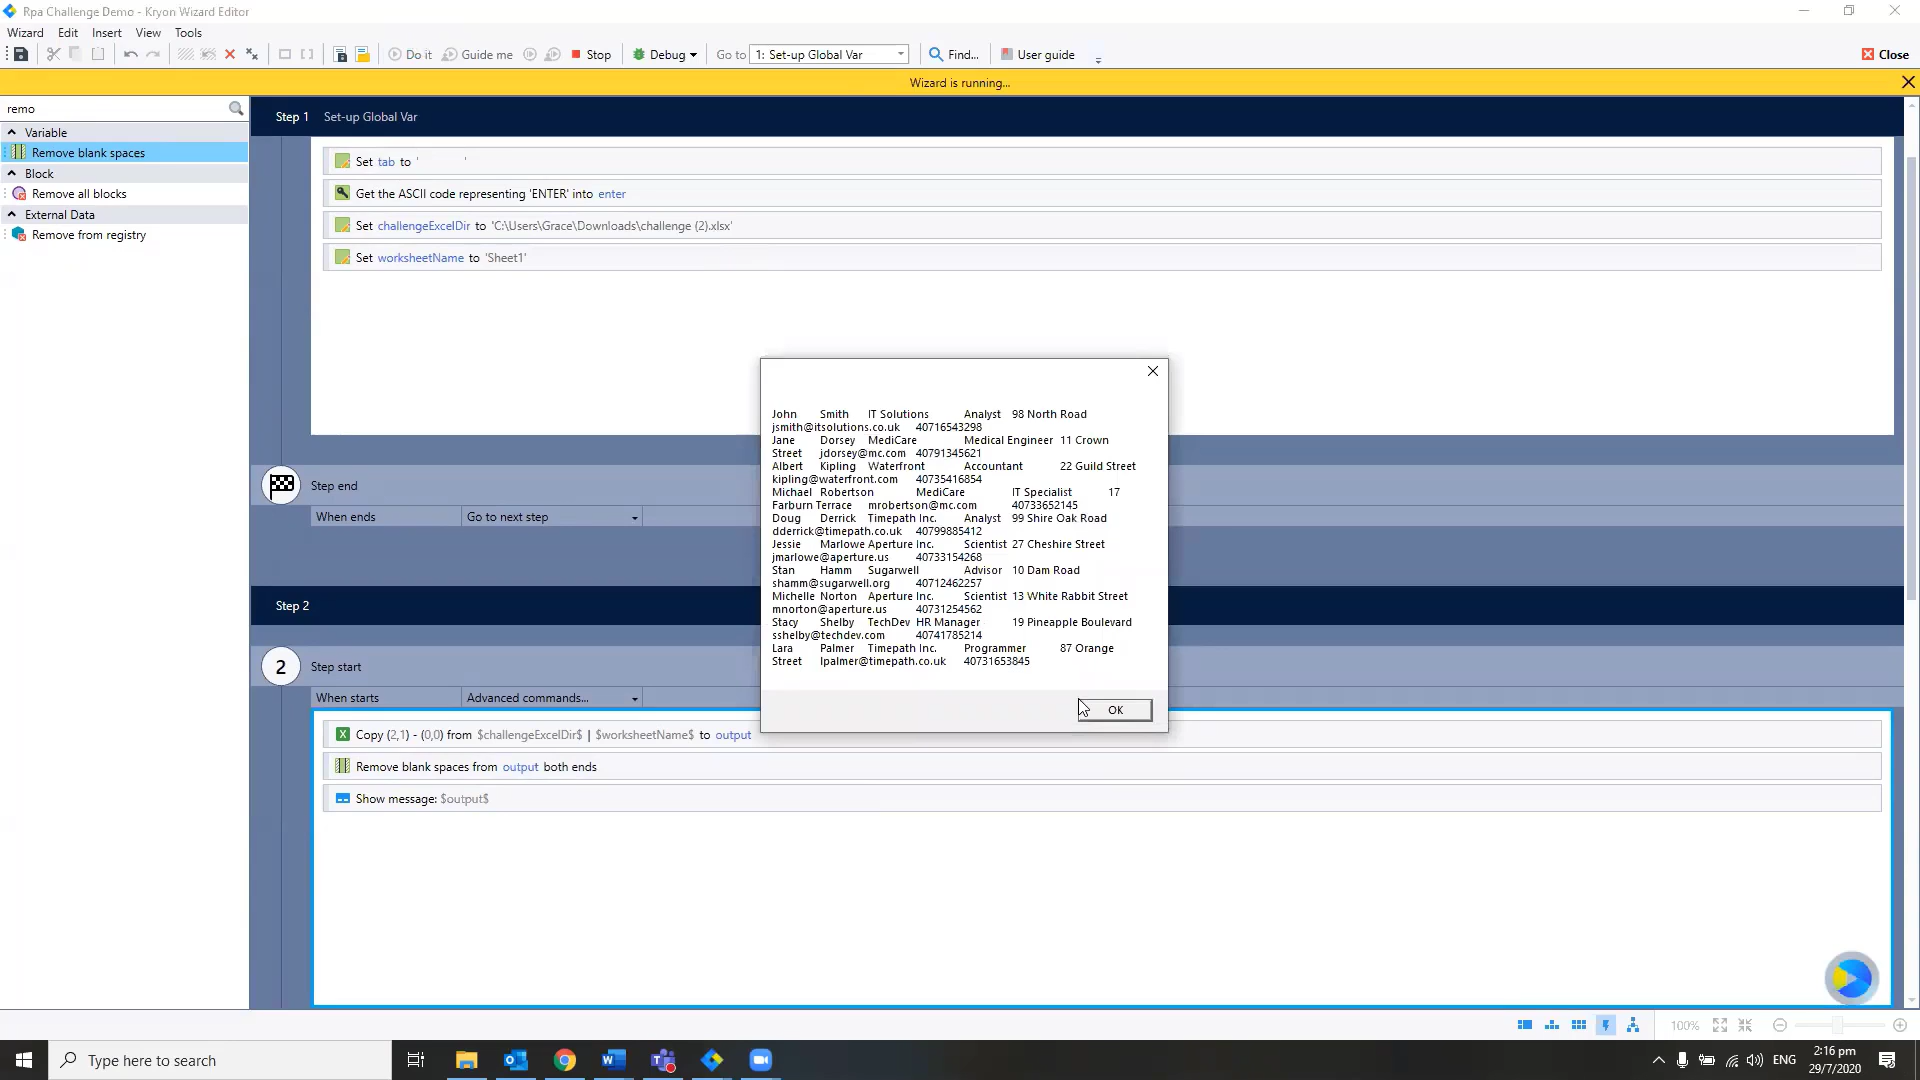 Rpa Challenge Demo - Kryon Wizard Editor
Wizard Edit Insert View Tools
Do it Guide me Stop Debug Go to 1: Set-up Global Var Find... User guide Close
Wizard is running...
remo
Variable
Remove blank spaces
Block
Remove all blocks
External Data
Remove from registry
Step 1 Set-up Global Var
Set tab to ' '
Get the ASCII code representing 'ENTER' into enter
Set challengeExcelDir to 'C:\Users\Grace\Downloads\challenge (2).xlsx'
Set worksheetName to 'Sheet1'
Step end
When ends Go to next step
Step 2
2 Step start
When starts Advanced commands...
Copy (2,1) - (0,0) from $challengeExcelDir$ | $worksheetName$ to output
Remove blank spaces from output both ends
Show message: $output$
John Smith IT Solutions Analyst 98 North Road
jsmith@itsolutions.co.uk 40716543298
Jane Dorsey MediCare Medical Engineer 11 Crown
Street jdorsey@mc.com 40791345621
Albert Kipling Waterfront Accountant 22 Guild Street
kipling@waterfront.com 40735416854
Michael Robertson MediCare IT Specialist 17
Farburn Terrace mrobertson@mc.com 40733652145
Doug Derrick Timepath Inc. Analyst 99 Shire Oak Road
dderrick@timepath.co.uk 40799885412
Jessie Marlowe Aperture Inc. Scientist 27 Cheshire Street
jmarlowe@aperture.us 40733154268
Stan Hamm Sugarwell Advisor 10 Dam Road
shamm@sugarwell.org 40712462257
Michelle Norton Aperture Inc. Scientist 13 White Rabbit Street
mnorton@aperture.us 40731254562
Stacy Shelby TechDev HR Manager 19 Pineapple Boulevard
sshelby@techdev.com 40741785214
Lara Palmer Timepath Inc. Programmer 87 Orange
Street lpalmer@timepath.co.uk 40731653845
OK
100%
Type here to search
ENG
2:16 pm
29/7/2020